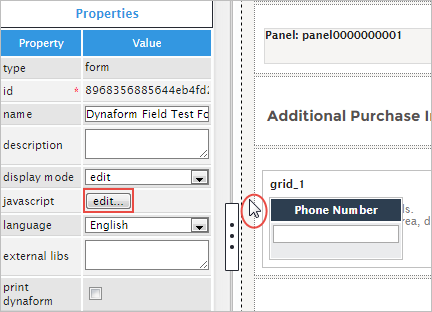 Properties
Property Value
type form
id * 8968356885644eb4fd2
name Dynaform Field Test Fo
description
display mode edit
javascript edit...
language English
external libs
print dynaform
Panel: panel0000000001
Additional Purchase In
grid_1
Phone Number
ls.
rea, d